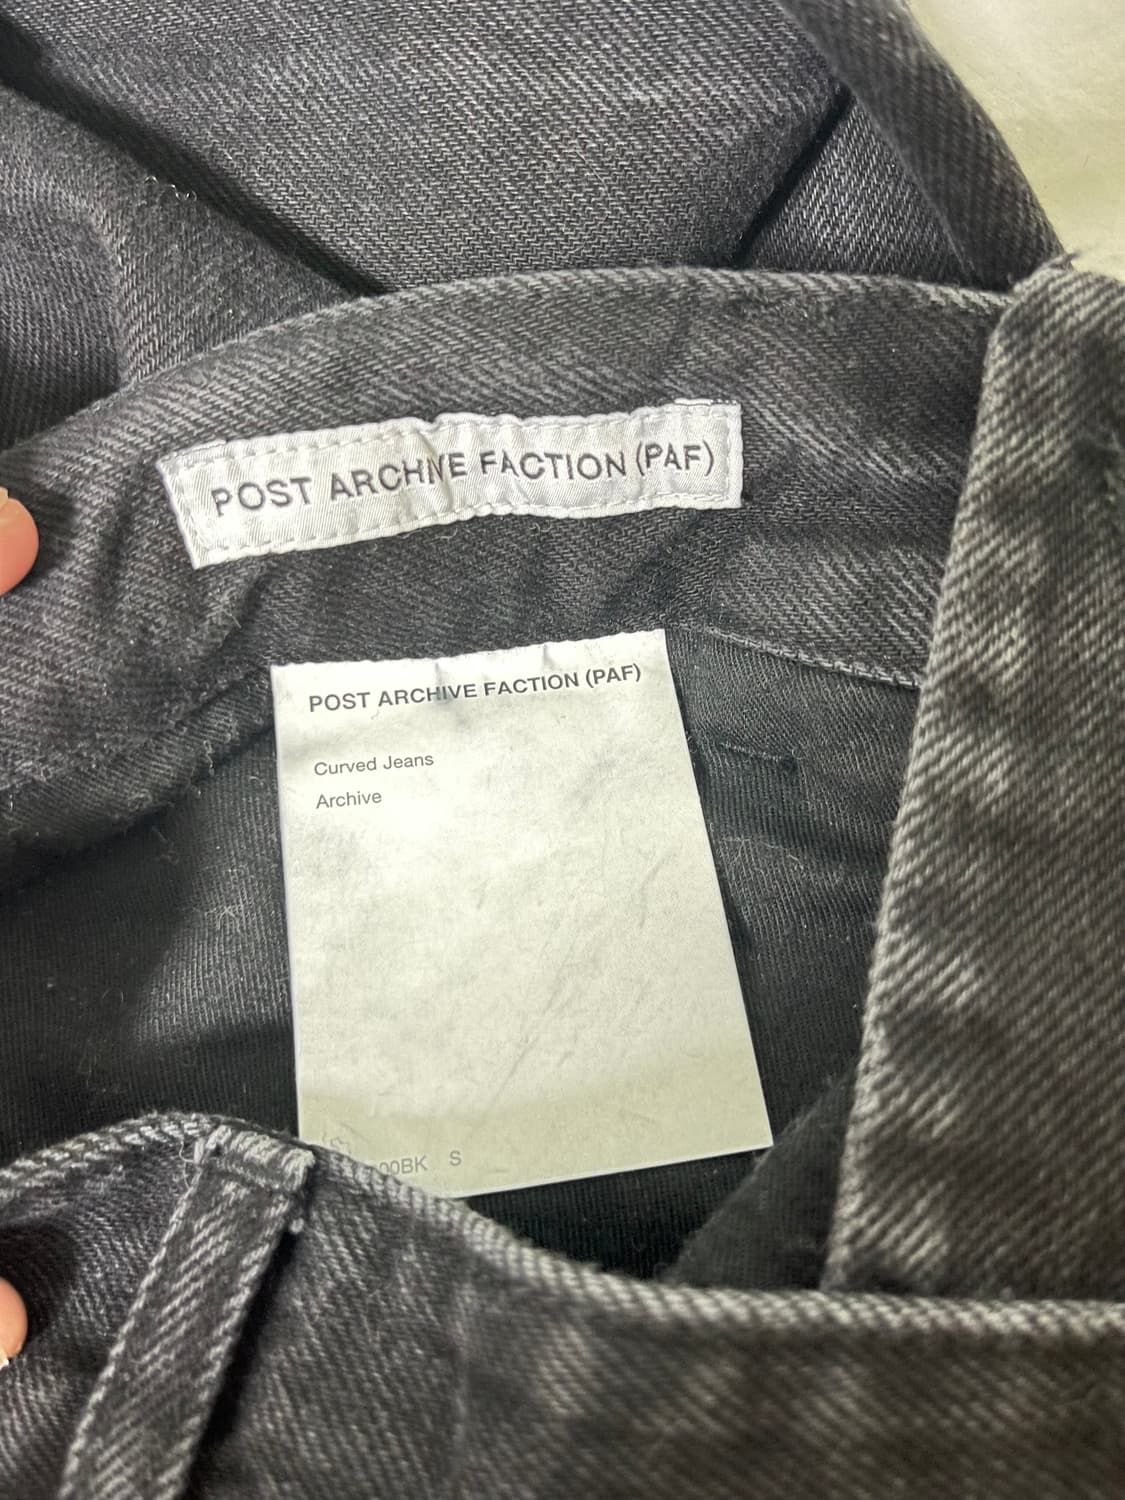 POST ARCHIVE FACTION (PAF)
POST ARCHIVE FACTION (PAF)
Curved Jeans
Archive
S